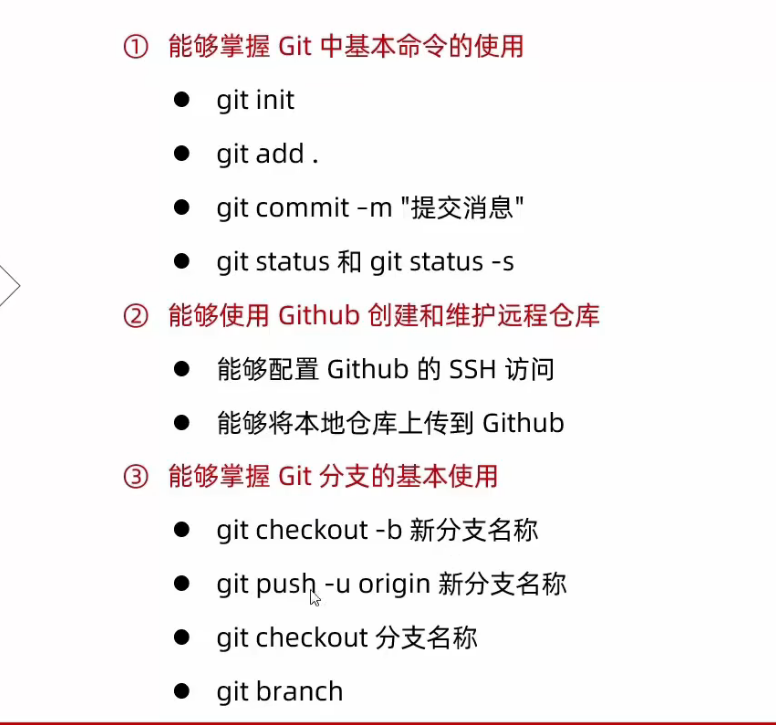 ① 能够掌握 Git 中基本命令的使用
● git init
● git add .
● git commit –m "提交消息"
● git status 和 git status -s
② 能够使用 Github 创建和维护远程仓库
● 能够配置 Github 的 SSH 访问
● 能够将本地仓库上传到 Github
③ 能够掌握 Git 分支的基本使用
● git checkout -b 新分支名称
● git push -u origin 新分支名称
● git checkout 分支名称
● git branch